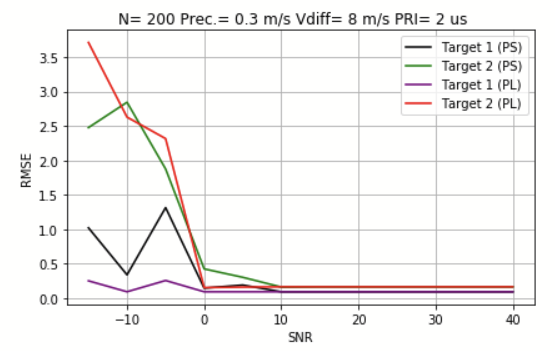 N= 200 Prec.= 0.3 m/s Vdiff= 8 m/s PRI= 2 us
Target 1 (PS)
Target 2 (PS)
Target 1 (PL)
Target 2 (PL)
RMSE
3.5
3.0
2.5
2.0
1.5
1.0
0.5
0.0
−10
0
10
20
30
40
SNR